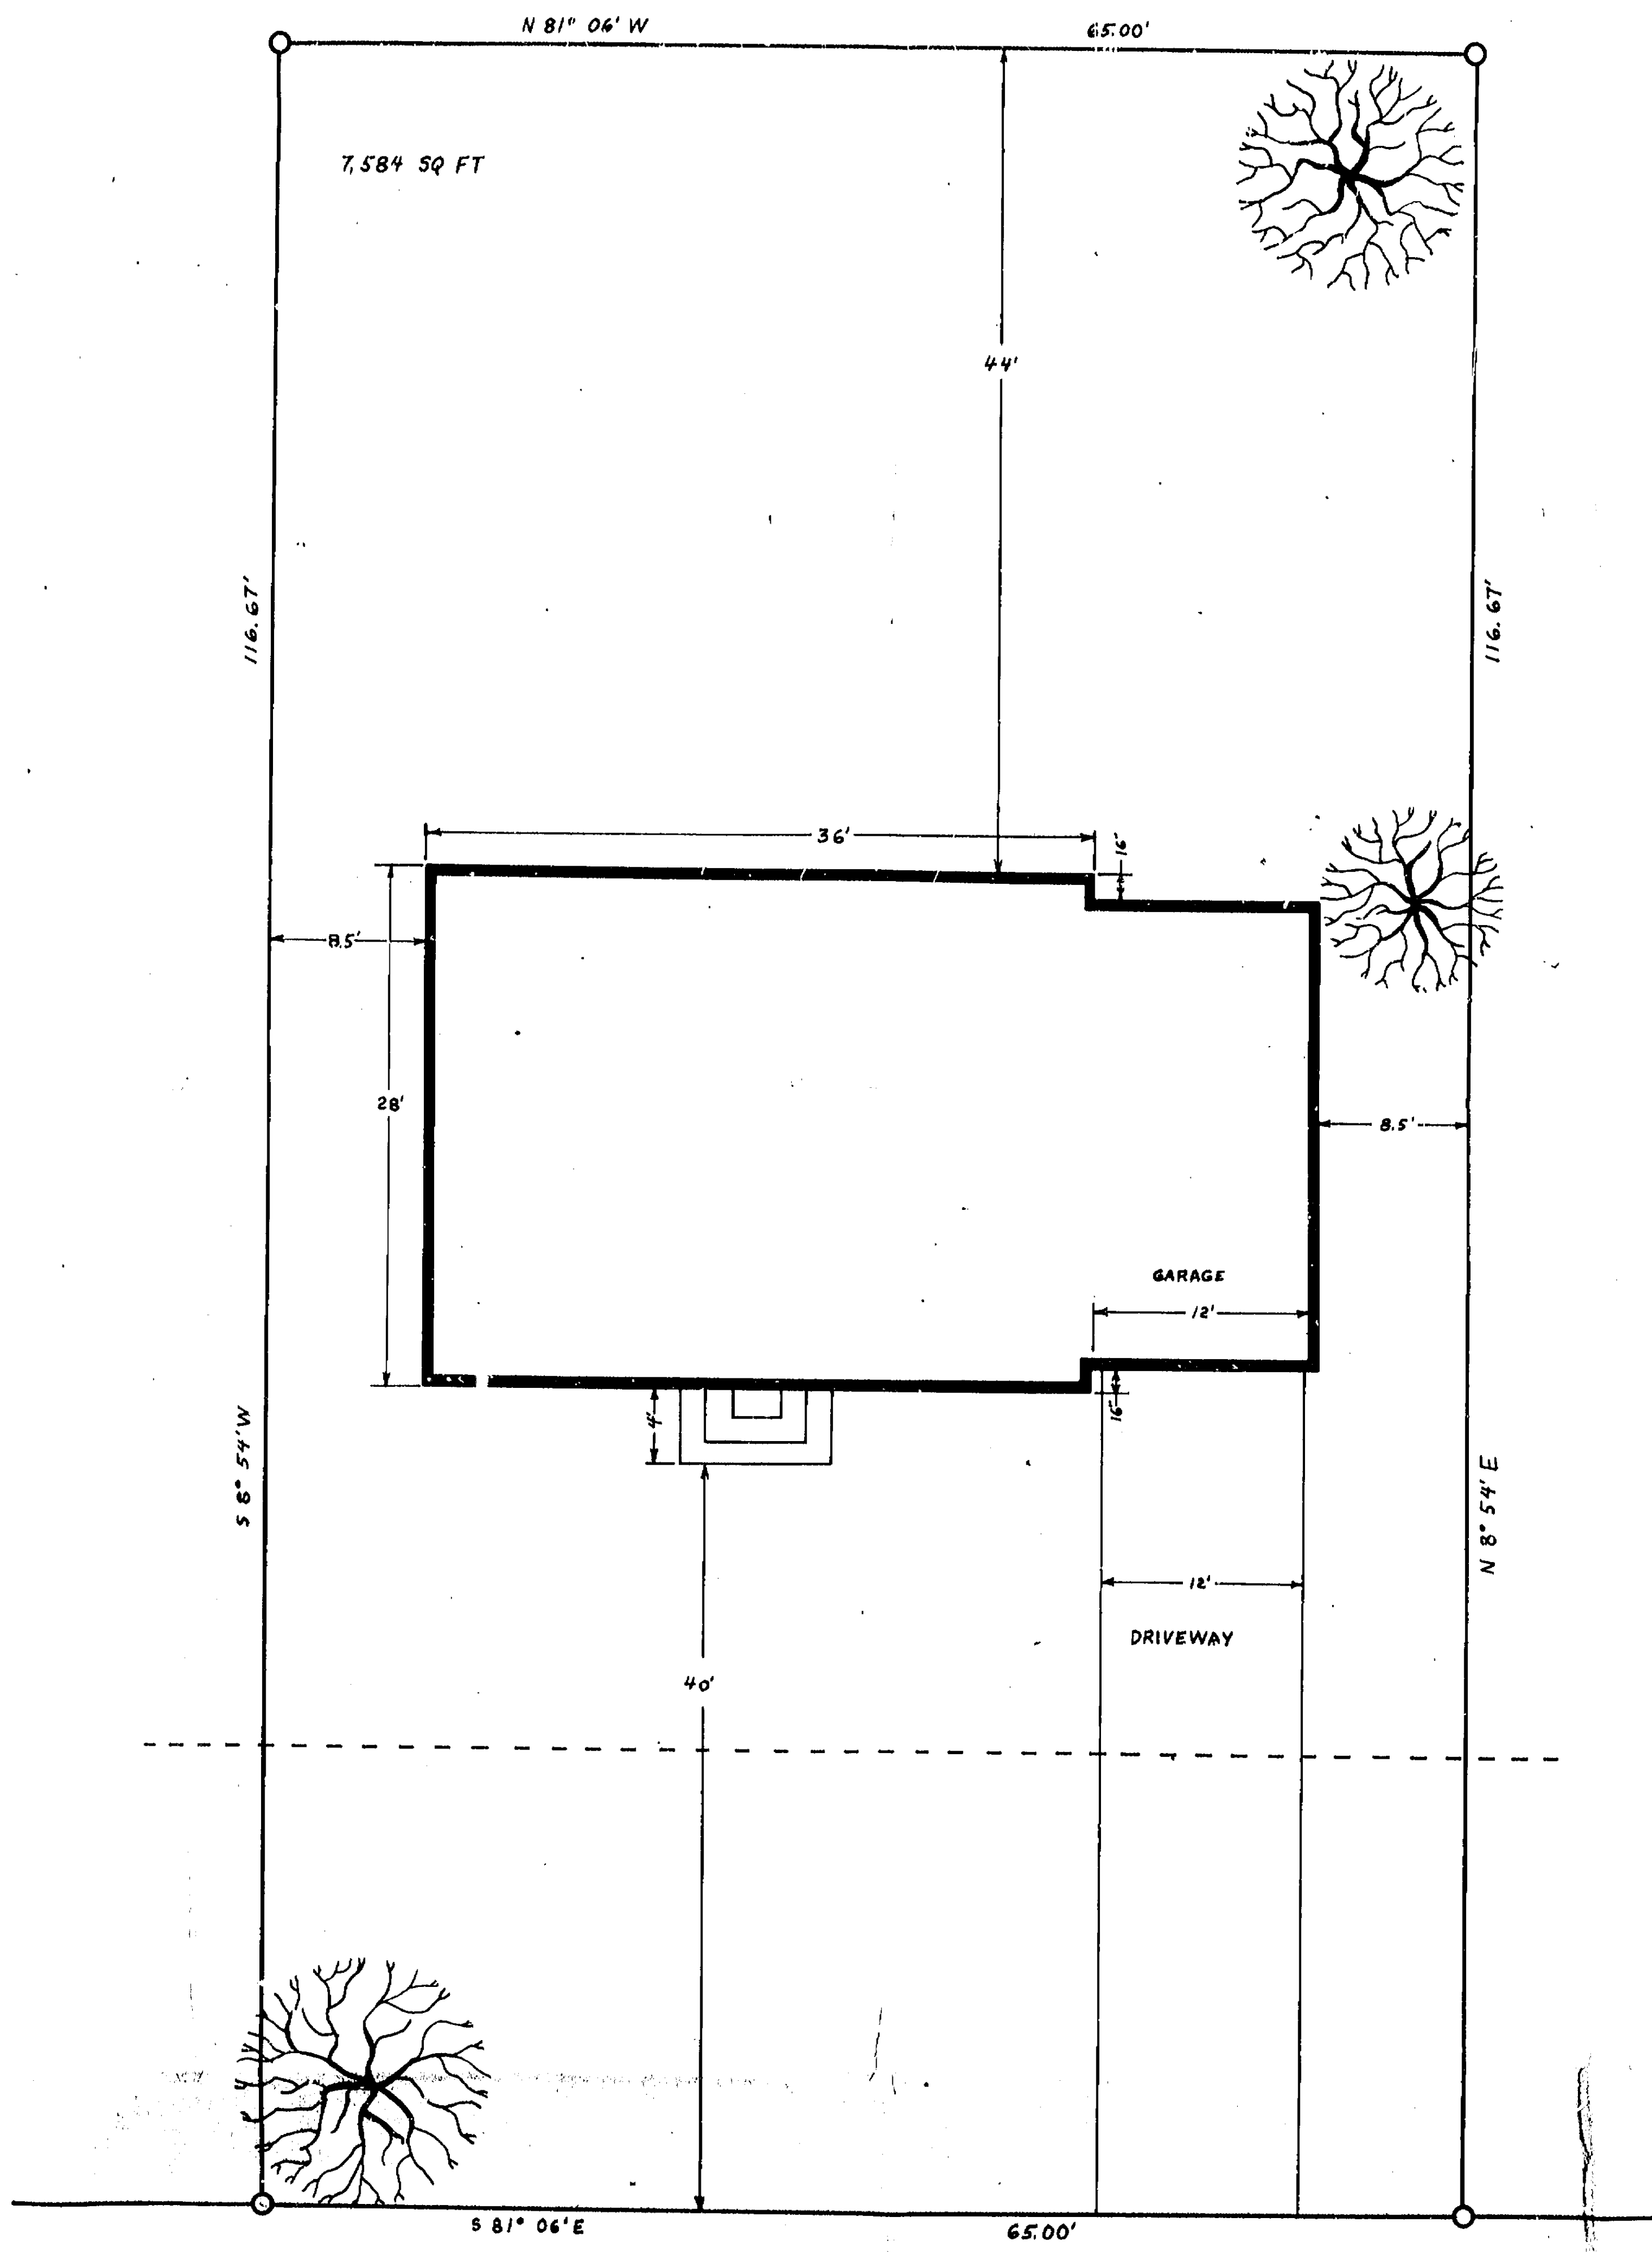 N 81° 06' W
65.00'
7,584 SQ FT
44'
116.67'
116.67'
36'
16"
8.5'
28'
8.5'
GARAGE
12'
16"
4'
S 8° 54' W
N 8° 54' E
12'
DRIVEWAY
40'
S 81° 06' E
65.00'